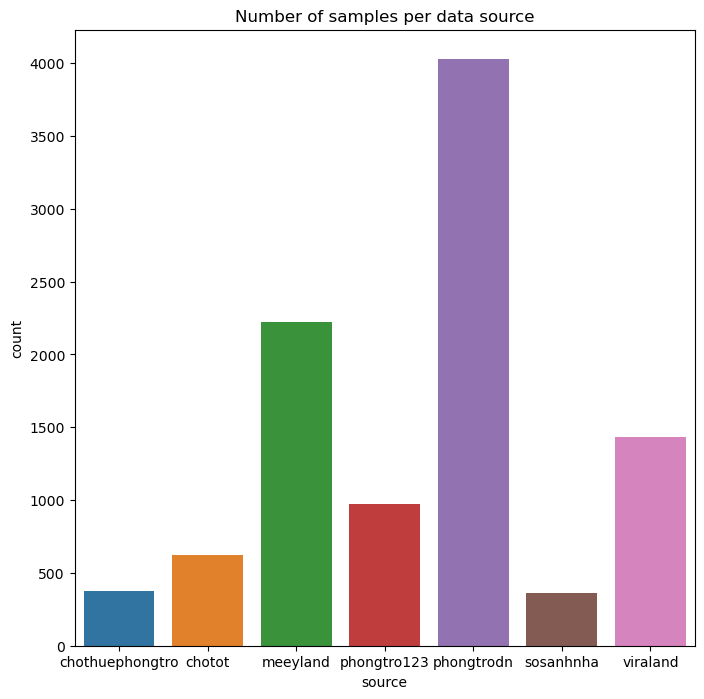 Number of samples per data source
4000
3500
3000
2500
2000
1500
1000
500
0
count
chothuephongtro chotot meeyland phongtro123 phongtrodn sosanhnha viraland
source